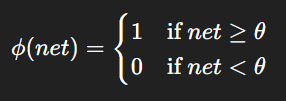 ϕ(net) = { 1 if net ≥ θ
0 if net < θ